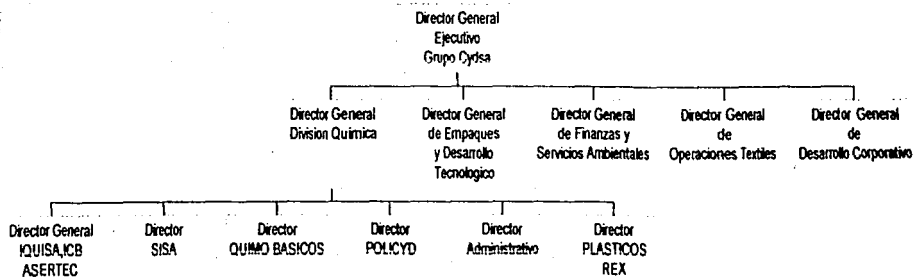 Director General
Ejecutivo
Grupo Cydsa
Director General
Division Quimica
Director General
de Empaques
y Desarrollo
Tecnologico
Director General
de Finanzas y
Servicios Ambientales
Director General
de
Operaciones Textiles
Director General
de
Desarrollo Corporativo
Director General
IQUISA,ICB
ASERTEC
Director
SISA
Director
QUIMO BASICOS
Director
POLICYD
Director
Administrativo
Director
PLASTICOS
REX